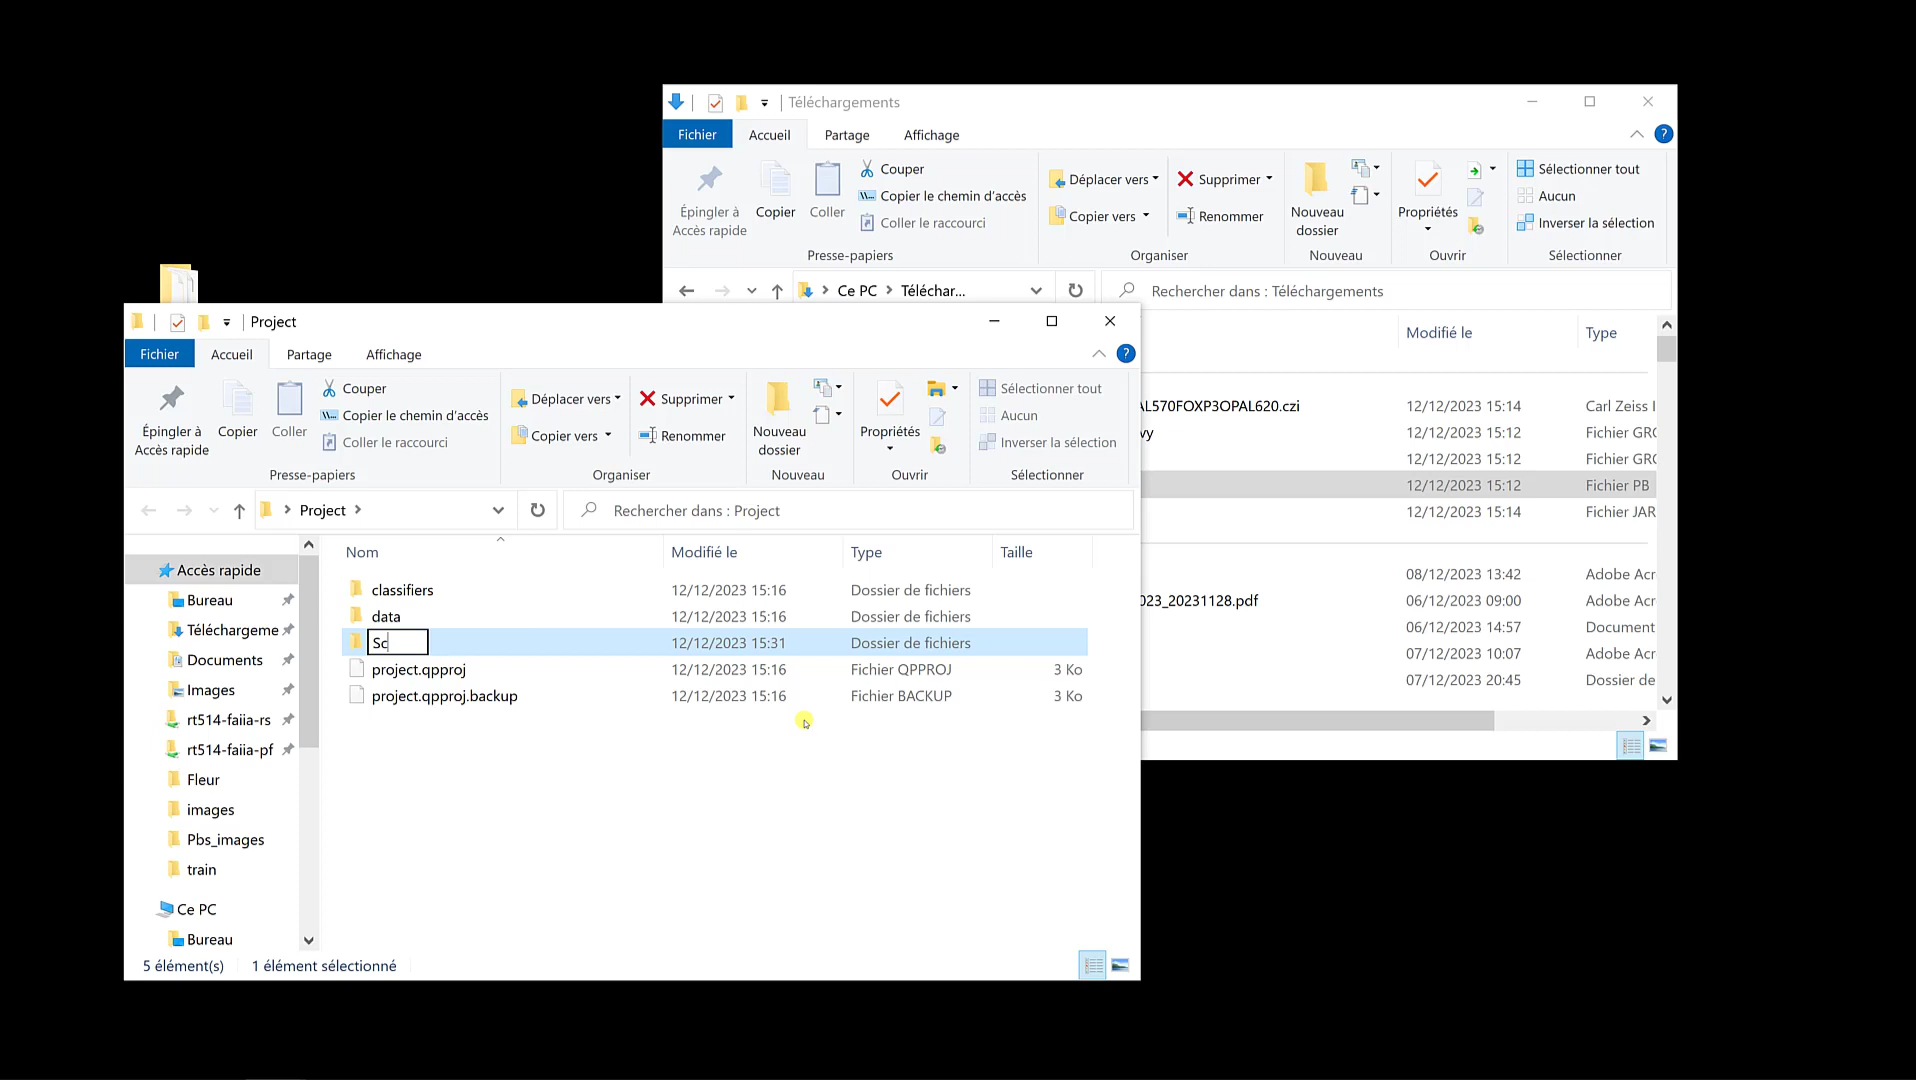 Téléchargements
Fichier Accueil Partage Affichage
Épingler à
Accès rapide
Copier
Coller
Couper
Copier le chemin d'accès
Coller le raccourci
Presse-papiers
Déplacer vers
Copier vers
Supprimer
Renommer
Organiser
Nouveau
dossier
Nouveau
Propriétés
Ouvrir
Sélectionner tout
Aucun
Inverser la sélection
Sélectionner
Ce PC Téléchar...
Rechercher dans : Téléchargements
Modifié le Type
AL570FOXP3OPAL620.czi 12/12/2023 15:14 Carl Zeiss I
vy 12/12/2023 15:12 Fichier GRO
12/12/2023 15:12 Fichier GRO
12/12/2023 15:12 Fichier PB
12/12/2023 15:14 Fichier JAR
08/12/2023 13:42 Adobe Acr
023_20231128.pdf 06/12/2023 09:00 Adobe Acr
06/12/2023 14:57 Document
07/12/2023 10:07 Adobe Acr
07/12/2023 20:45 Dossier de
Project
Fichier Accueil Partage Affichage
Épingler à
Accès rapide
Copier
Coller
Couper
Copier le chemin d'accès
Coller le raccourci
Presse-papiers
Déplacer vers
Copier vers
Supprimer
Renommer
Organiser
Nouveau
dossier
Nouveau
Propriétés
Ouvrir
Sélectionner tout
Aucun
Inverser la sélection
Sélectionner
Project
Rechercher dans : Project
Accès rapide
Bureau
Téléchargeme
Documents
Images
rt514-faiia-rs
rt514-faiia-pf
Fleur
images
Pbs_images
train
Ce PC
Bureau
Nom Modifié le Type Taille
classifiers 12/12/2023 15:16 Dossier de fichiers
data 12/12/2023 15:16 Dossier de fichiers
Sc 12/12/2023 15:31 Dossier de fichiers
project.qpproj 12/12/2023 15:16 Fichier QPPROJ 3 Ko
project.qpproj.backup 12/12/2023 15:16 Fichier BACKUP 3 Ko
5 élément(s) 1 élément sélectionné